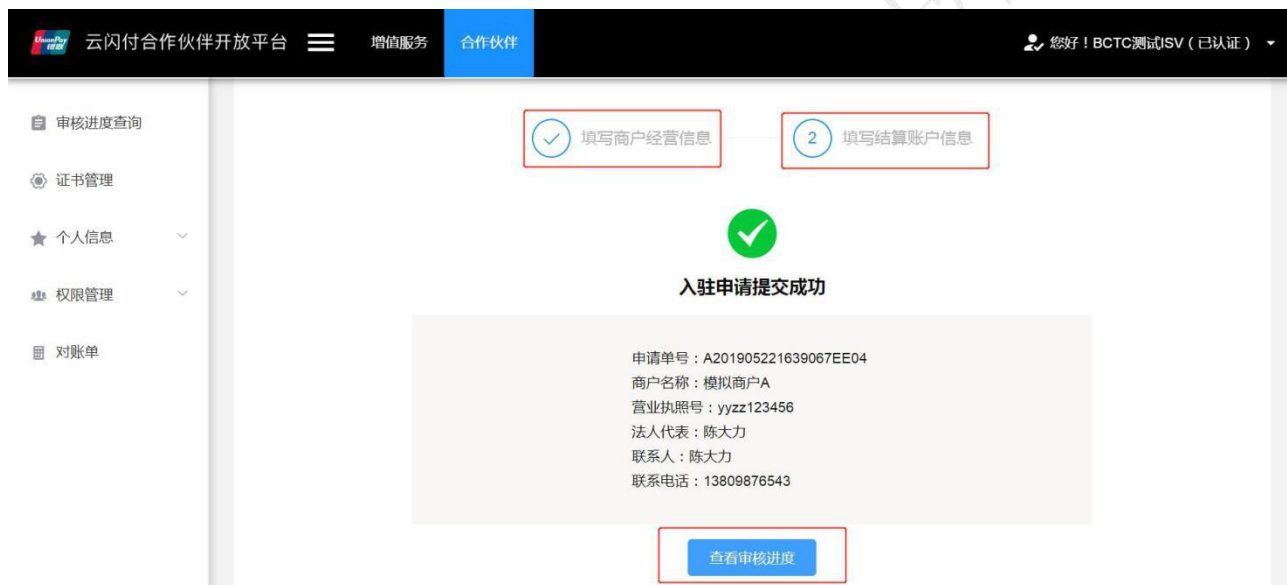 UnionPay 银联 云闪付合作伙伴开放平台 增值服务 合作伙伴 您好！BCTC测试ISV（已认证）
审核进度查询
证书管理
个人信息
权限管理
对账单
填写商户经营信息 2 填写结算账户信息
入驻申请提交成功
申请单号：A201905221639067EE04
商户名称：模拟商户A
营业执照号：yyzz123456
法人代表：陈大力
联系人：陈大力
联系电话：13809876543
查看审核进度